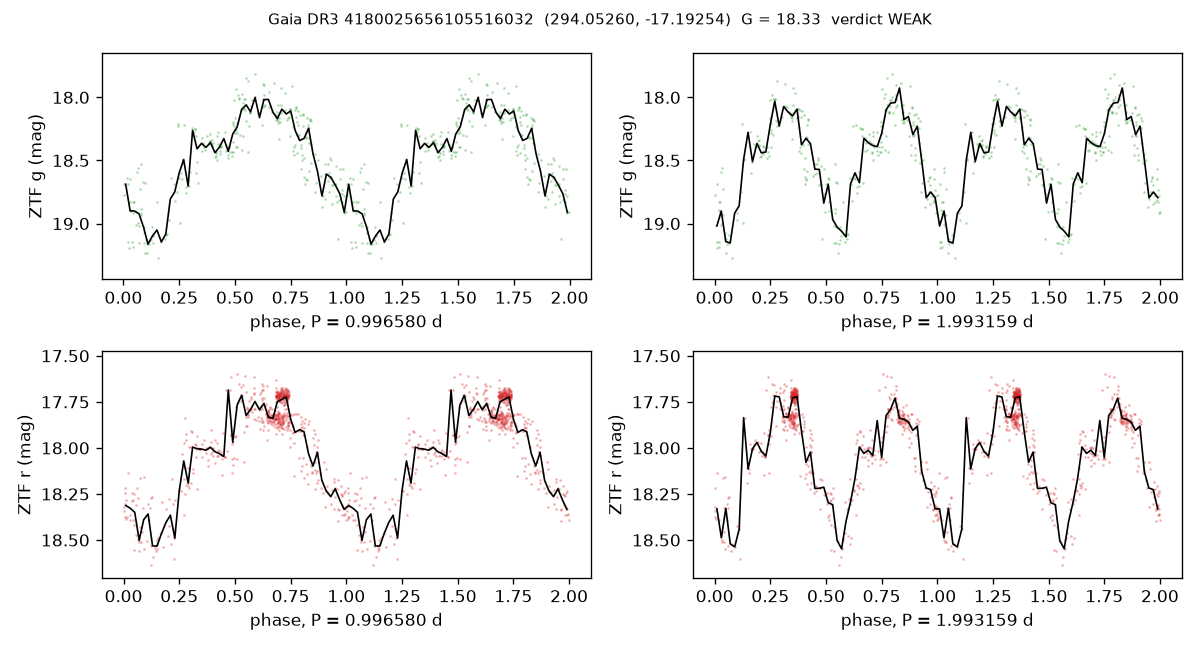 Gaia DR3 4180025656105516032 (294.05260, -17.19254) G = 18.33 verdict WEAK
ZTF g (mag)
18.0
18.5
19.0
0.00 0.25 0.50 0.75 1.00 1.25 1.50 1.75 2.00
phase, P = 0.996580 d
ZTF g (mag)
18.0
18.5
19.0
0.00 0.25 0.50 0.75 1.00 1.25 1.50 1.75 2.00
phase, P = 1.993159 d
ZTF r (mag)
17.50
17.75
18.00
18.25
18.50
0.00 0.25 0.50 0.75 1.00 1.25 1.50 1.75 2.00
phase, P = 0.996580 d
ZTF r (mag)
17.50
17.75
18.00
18.25
18.50
0.00 0.25 0.50 0.75 1.00 1.25 1.50 1.75 2.00
phase, P = 1.993159 d